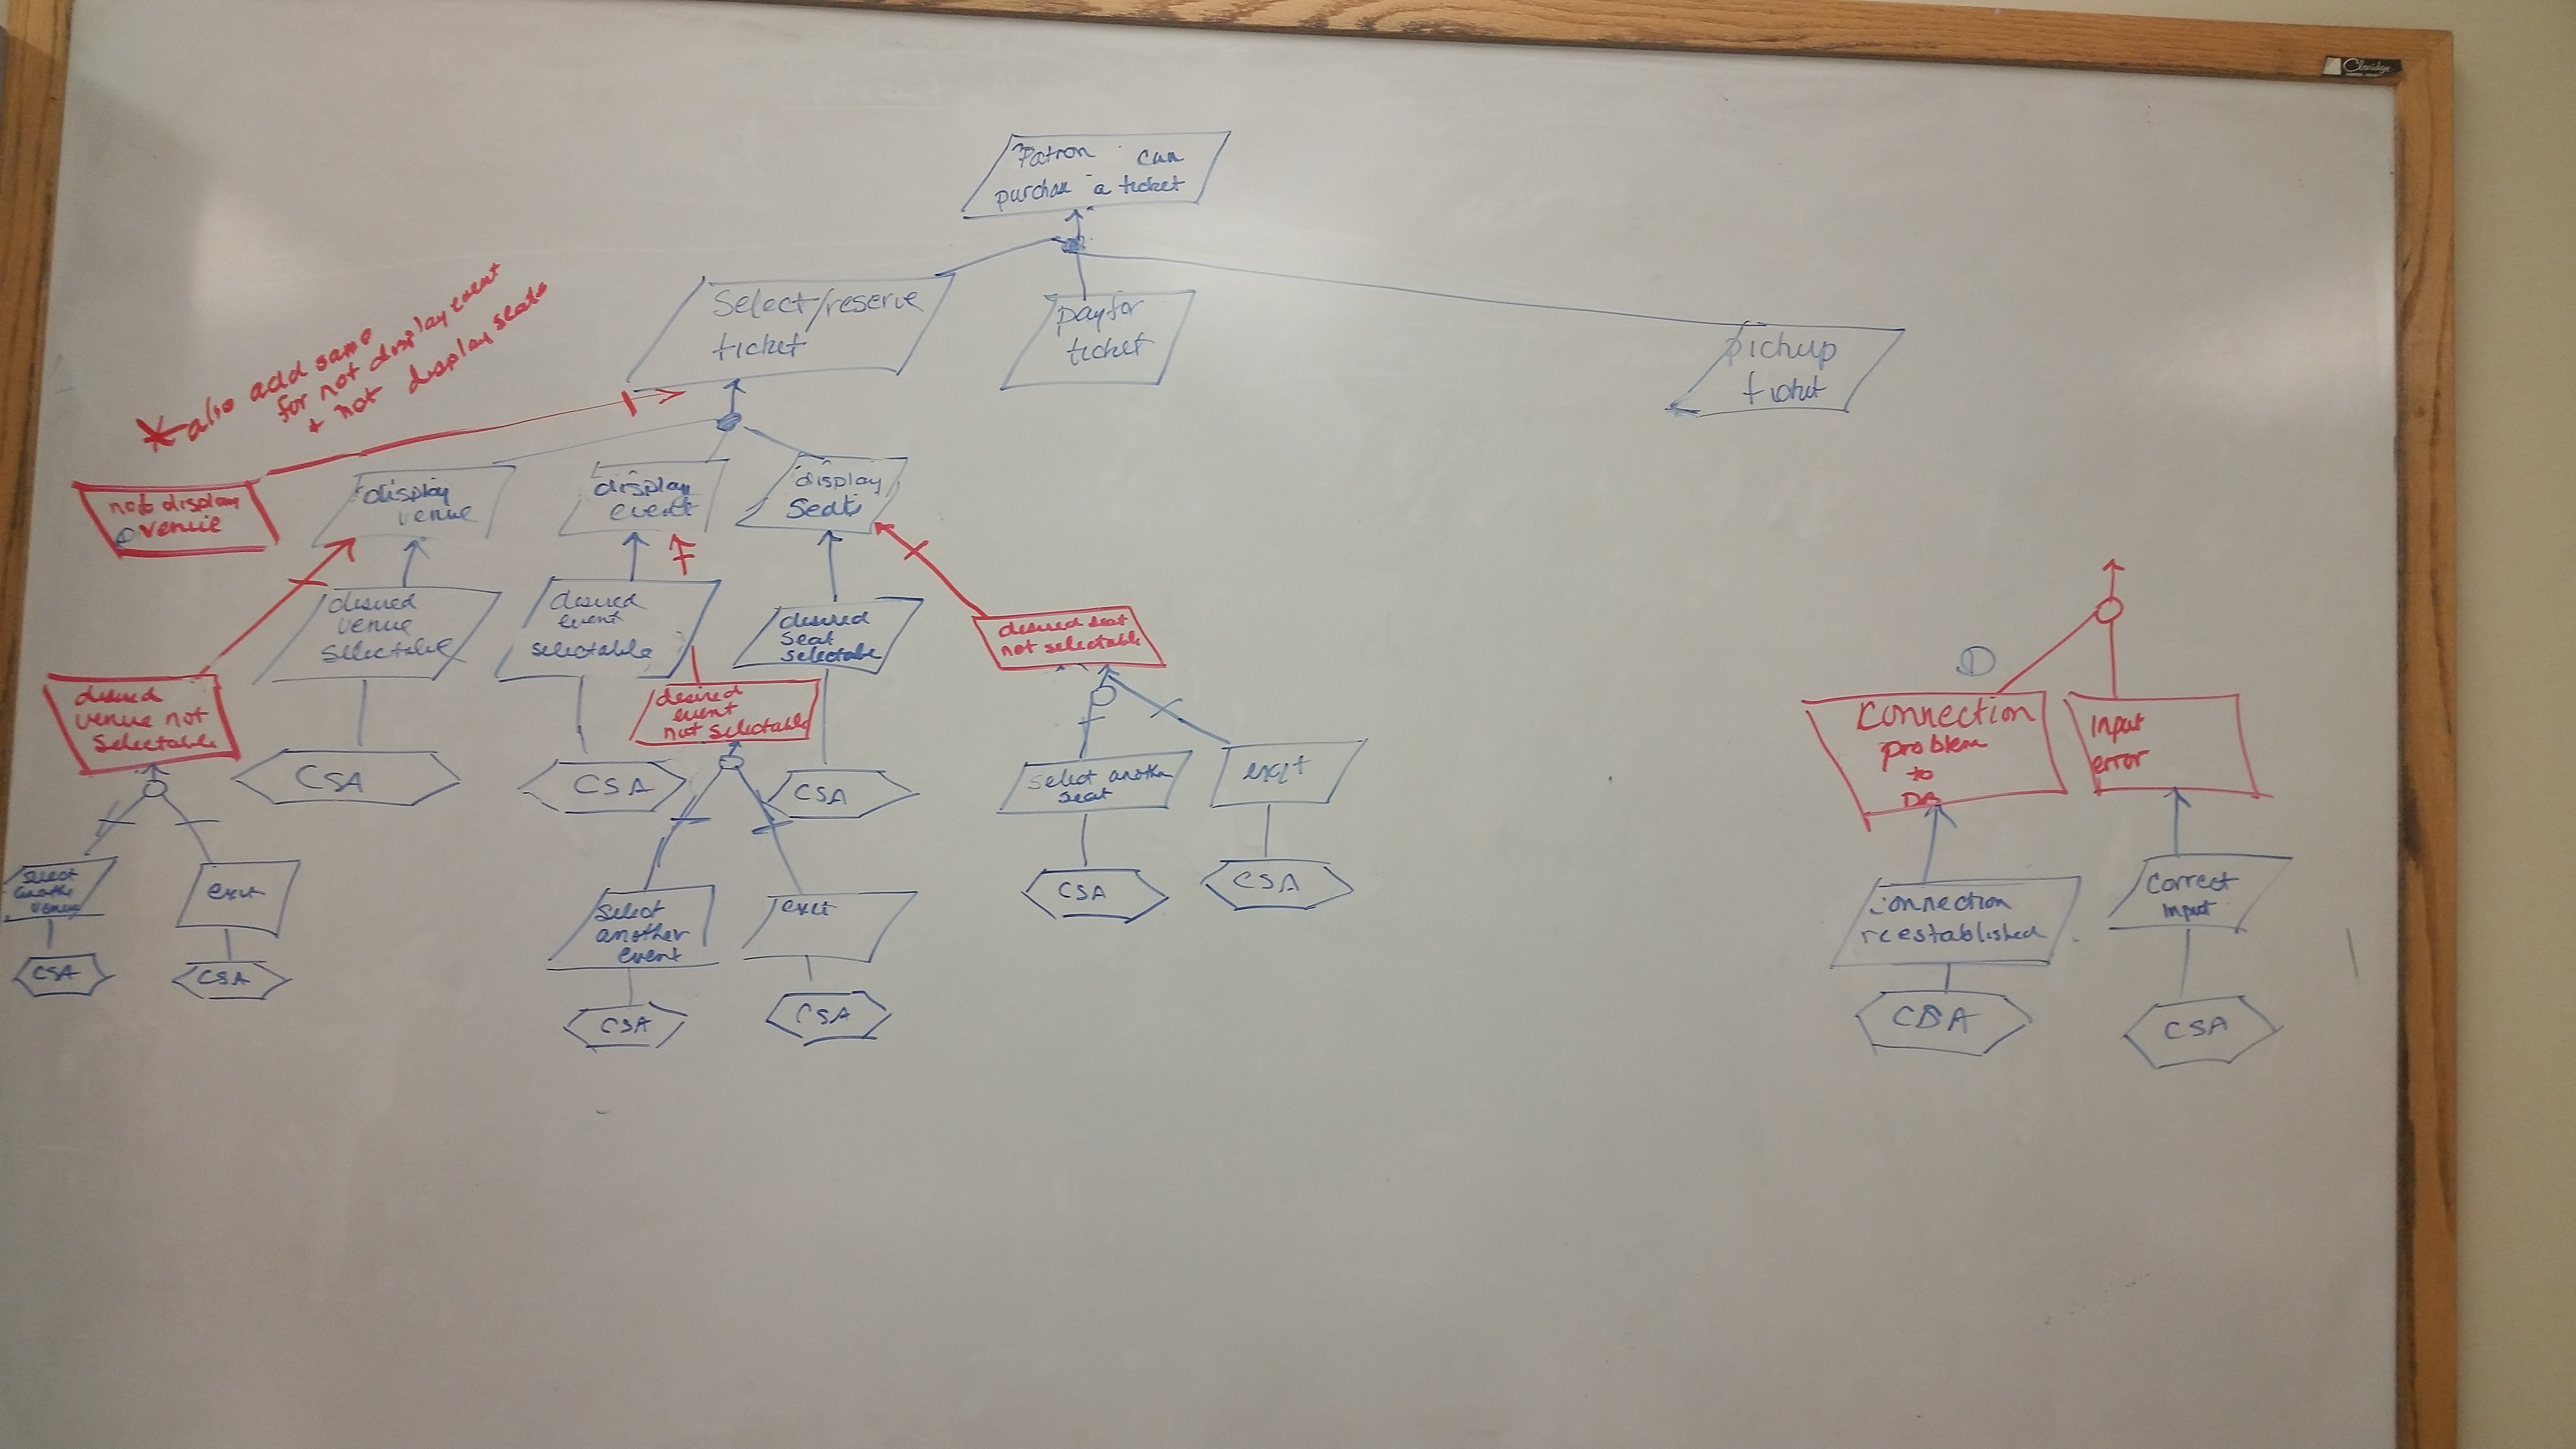 Claridge
Patron can
purchase a ticket
Select/reserve
ticket
pay for
ticket
pickup
ticket
* also add same
for not display event
+ not display seats
not display
venue
display
venue
display
event
display
Seats
desired
venue
selectable
desired
event
selectable
desired
seat
selectable
desired seat
not selectable
desired
venue not
Selectable
desired
event
not selectable
CSA
CSA
CSA
select another
seat
exit
CSA
CSA
select
another
venue
exit
CSA
CSA
select
another
event
exit
CSA
CSA
D
Connection
problem
to
DB
Input
error
connection
reestablished
Correct
input
CDA
CSA